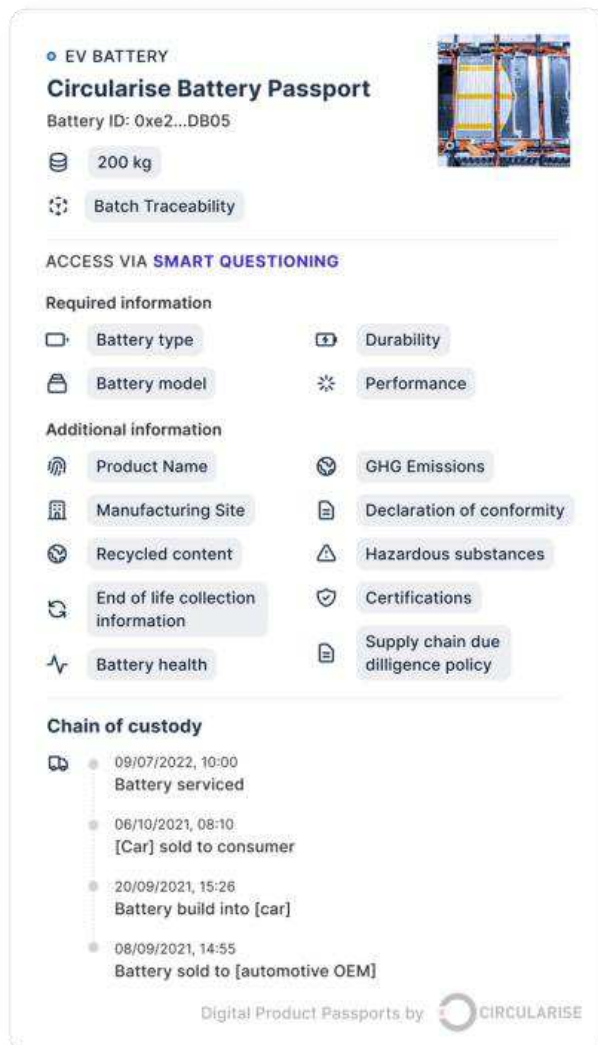 EV BATTERY
Circularise Battery Passport
Battery ID: 0xe2...DB05
200 kg
Batch Traceability
ACCESS VIA SMART QUESTIONING
Required information
Battery type
Durability
Battery model
Performance
Additional information
Product Name
GHG Emissions
Manufacturing Site
Declaration of conformity
Recycled content
Hazardous substances
End of life collection
information
Certifications
Battery health
Supply chain due
dilligence policy
Chain of custody
09/07/2022, 10:00
Battery serviced
06/10/2021, 08:10
[Car] sold to consumer
20/09/2021, 15:26
Battery build into [car]
08/09/2021, 14:55
Battery sold to [automotive OEM]
Digital Product Passports by CIRCULARISE